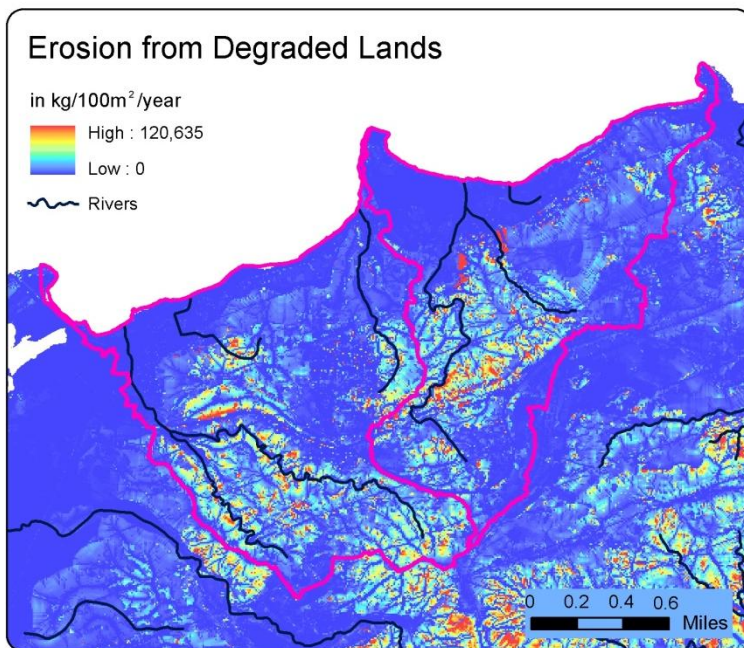 Erosion from Degraded Lands
in kg/100m²/year
High : 120,635
Low : 0
Rivers
0 0.2 0.4 0.6
Miles